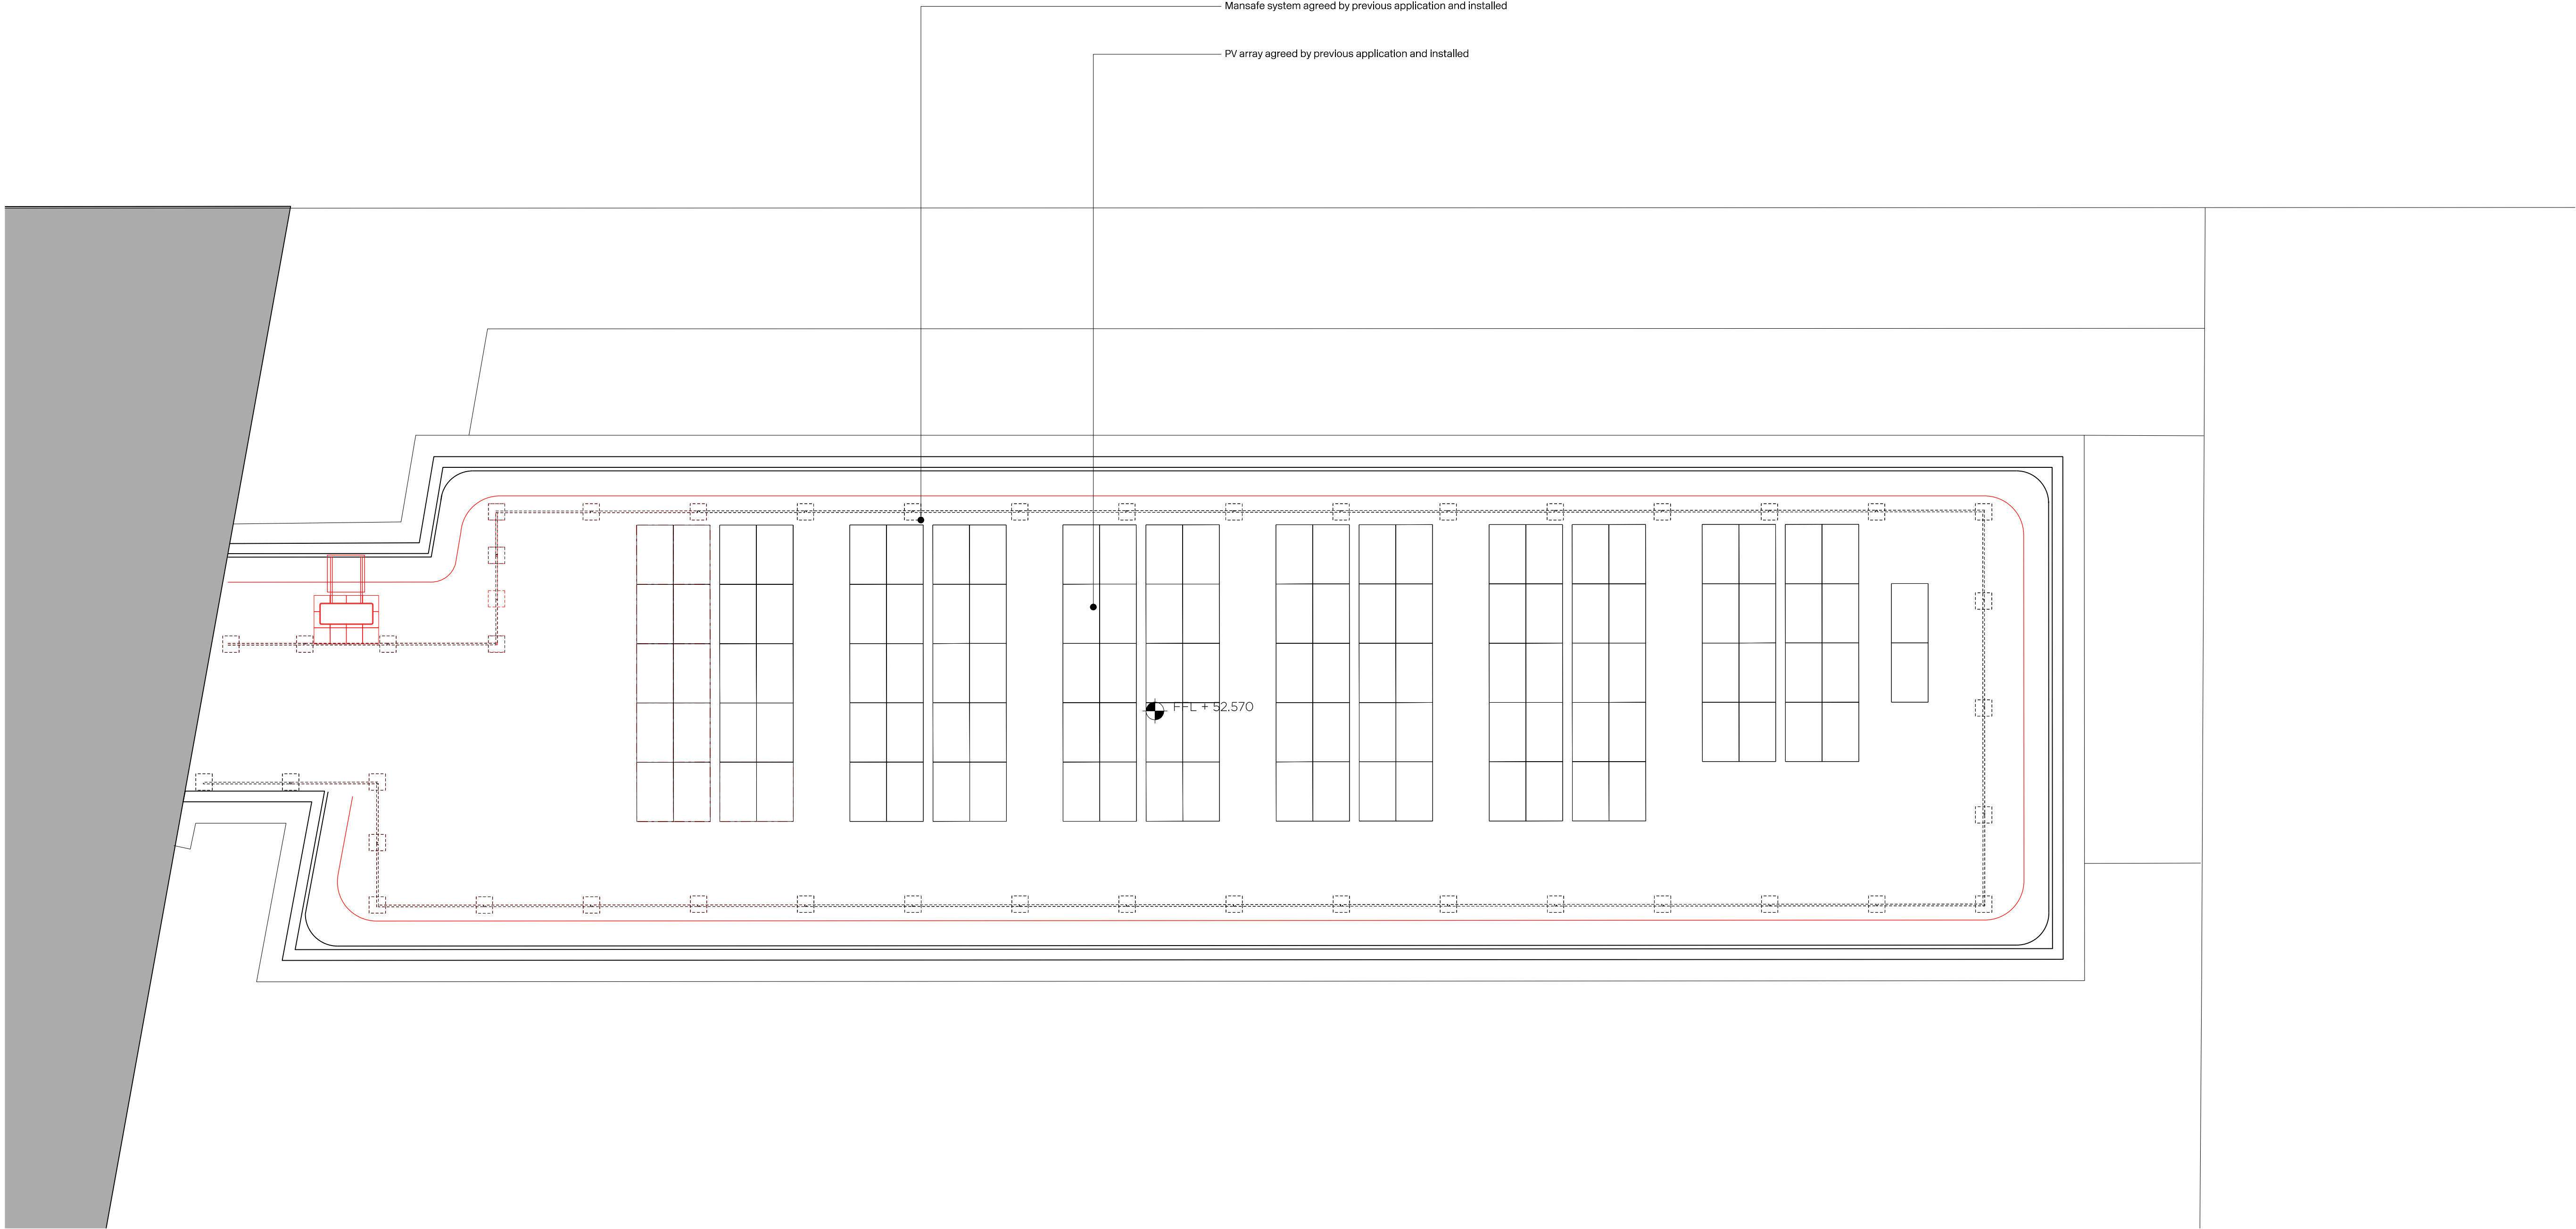 Mansafe system agreed by previous application and installed
PV array agreed by previous application and installed
FFL + 52.570